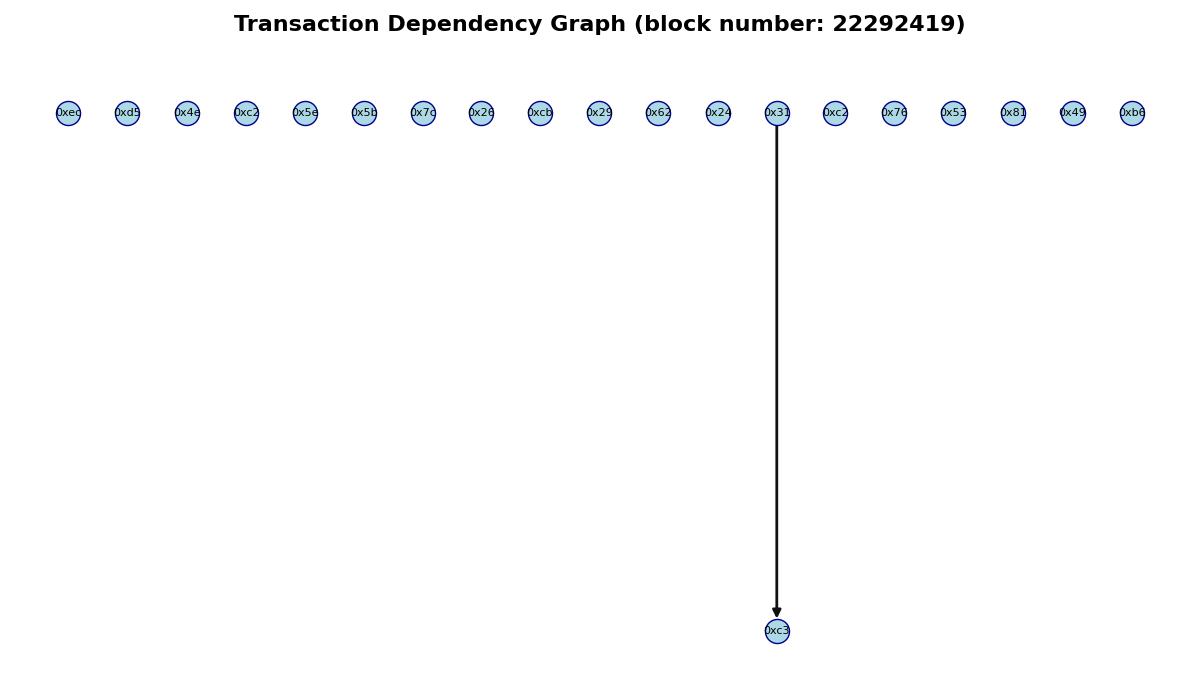 Transaction Dependency Graph (block number: 22292419)
0xec 0xd5 0x4e 0xc2 0x5e 0x5b 0x7c 0x26 0xcb 0x29 0x62 0x24 0x31 0xc2 0x76 0x53 0x81 0x49 0xb6
0xc3